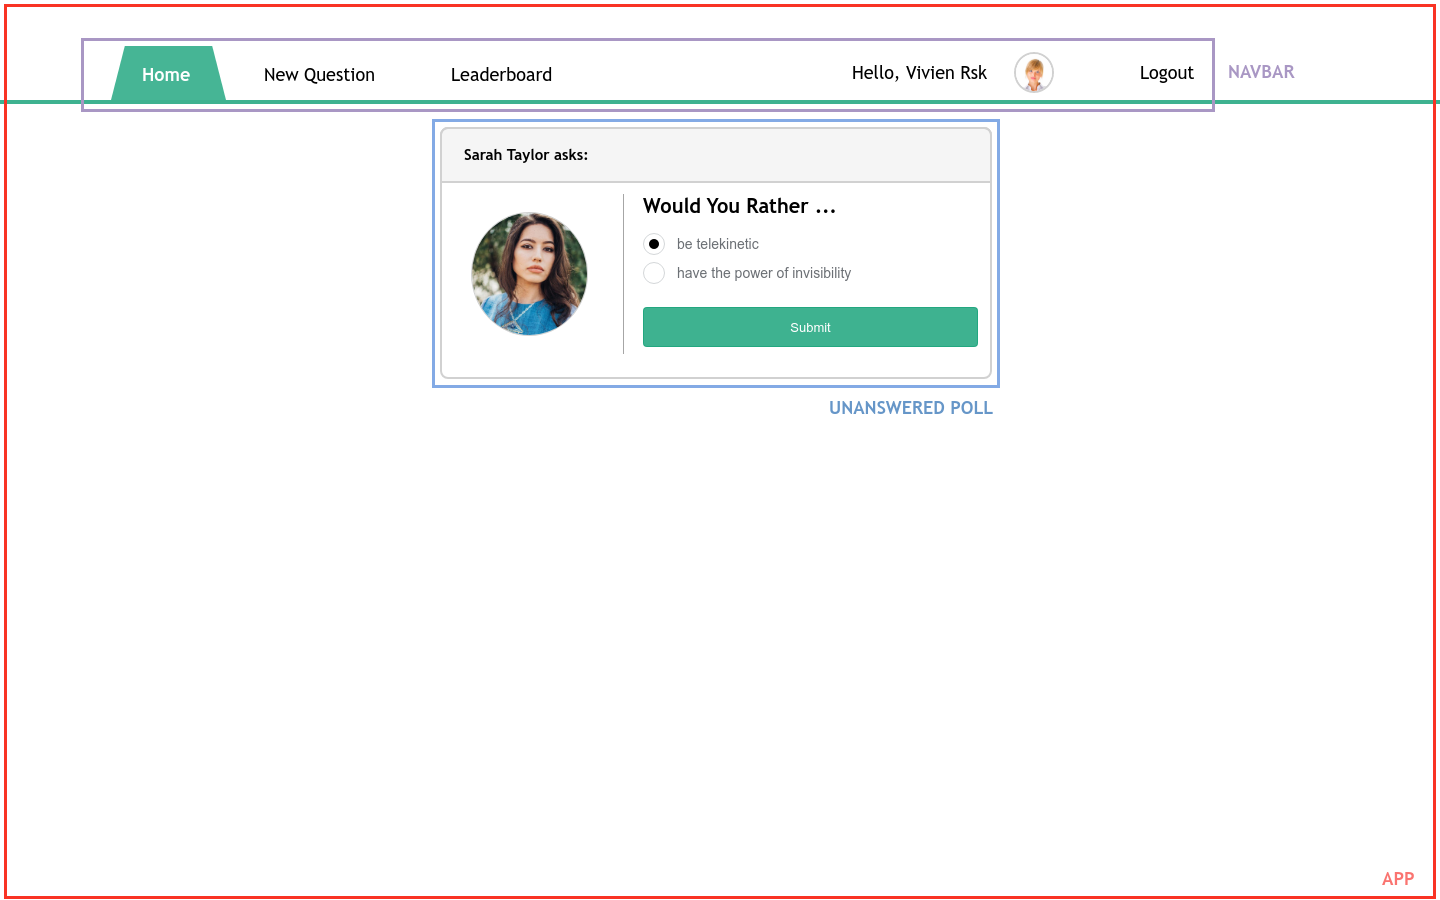 Home New Question Leaderboard Hello, Vivien Rsk Logout NAVBAR
Sarah Taylor asks:
Would You Rather ...
be telekinetic
have the power of invisibility
Submit
UNANSWERED POLL
APP